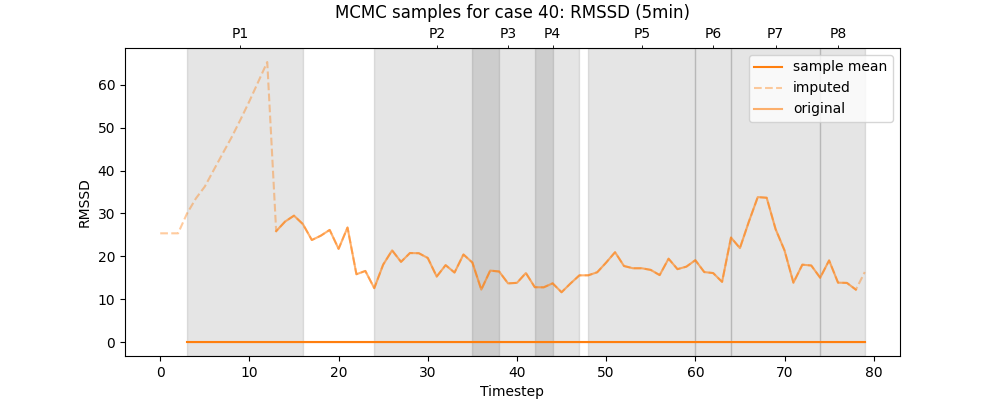 MCMC samples for case 40: RMSSD (5min)
P1 P2 P3 P4 P5 P6 P7 P8
sample mean
imputed
original
RMSSD
60
50
40
30
20
10
0
0 10 20 30 40 50 60 70 80
Timestep